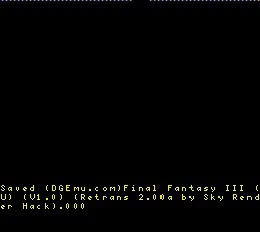 Saved (DGEmu.com)Final Fantasy III (
U) (V1.0) (Retrans 2.00a by Sky Rend
er Hack).000